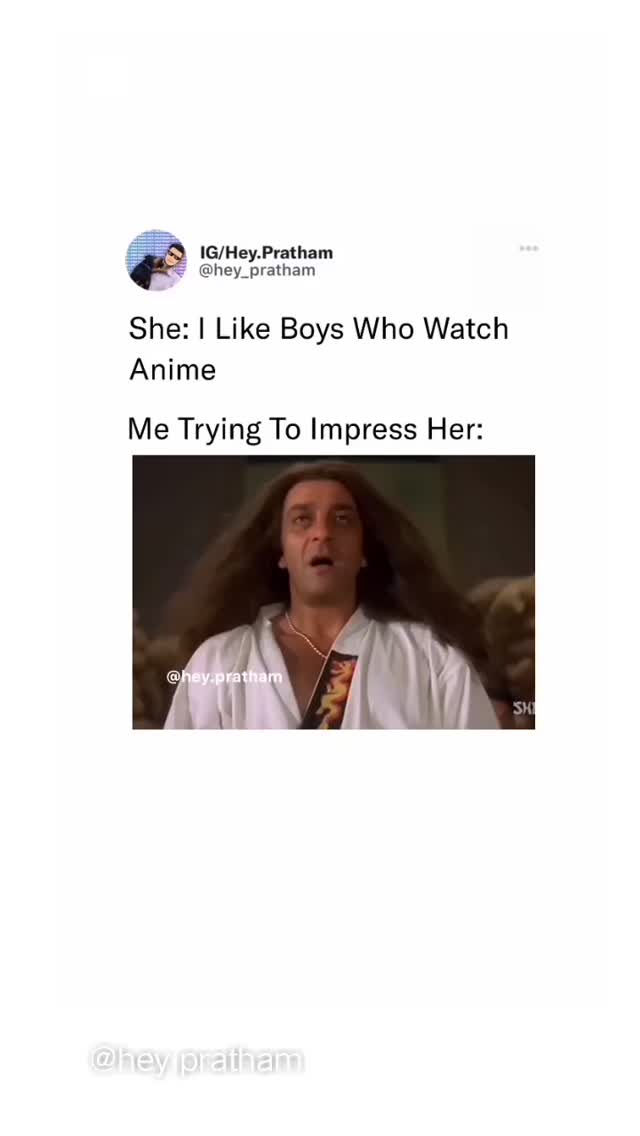 IG/Hey.Pratham
@hey_pratham
She: I Like Boys Who Watch
Anime
Me Trying To Impress Her:
@hey.pratham
@hey pratham